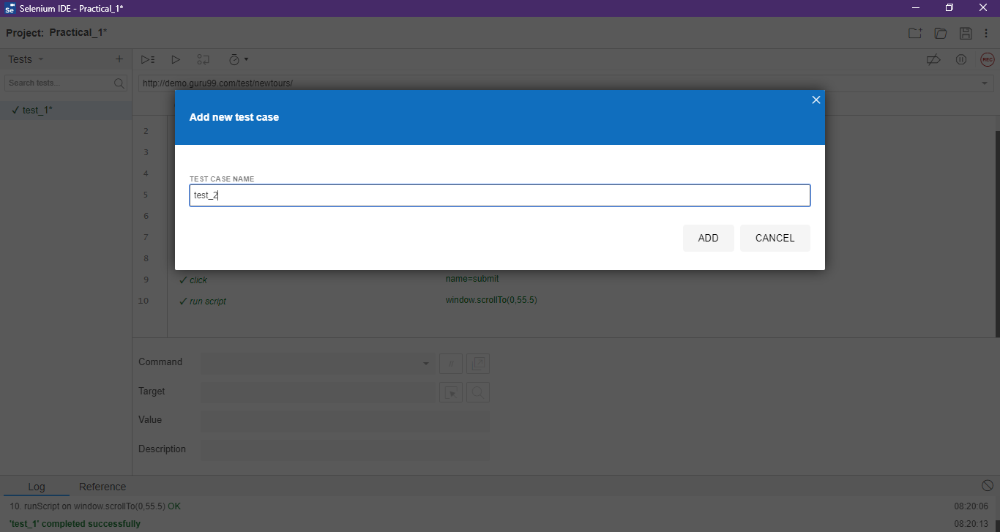 Selenium IDE - Practical_1*
Project: Practical_1*
Tests
Search tests...
REC
http://demo.guru99.com/test/newtours/
✓ test_1*
Add new test case
TEST CASE NAME
test_2
ADD CANCEL
2
3
4
5
6
7
8
9 ✓ click name=submit
10 ✓ run script window.scrollTo(0,55.5)
Command //
Target
Value
Description
Log Reference
10. runScript on window.scrollTo(0,55.5) OK 08:20:06
'test_1' completed successfully 08:20:13